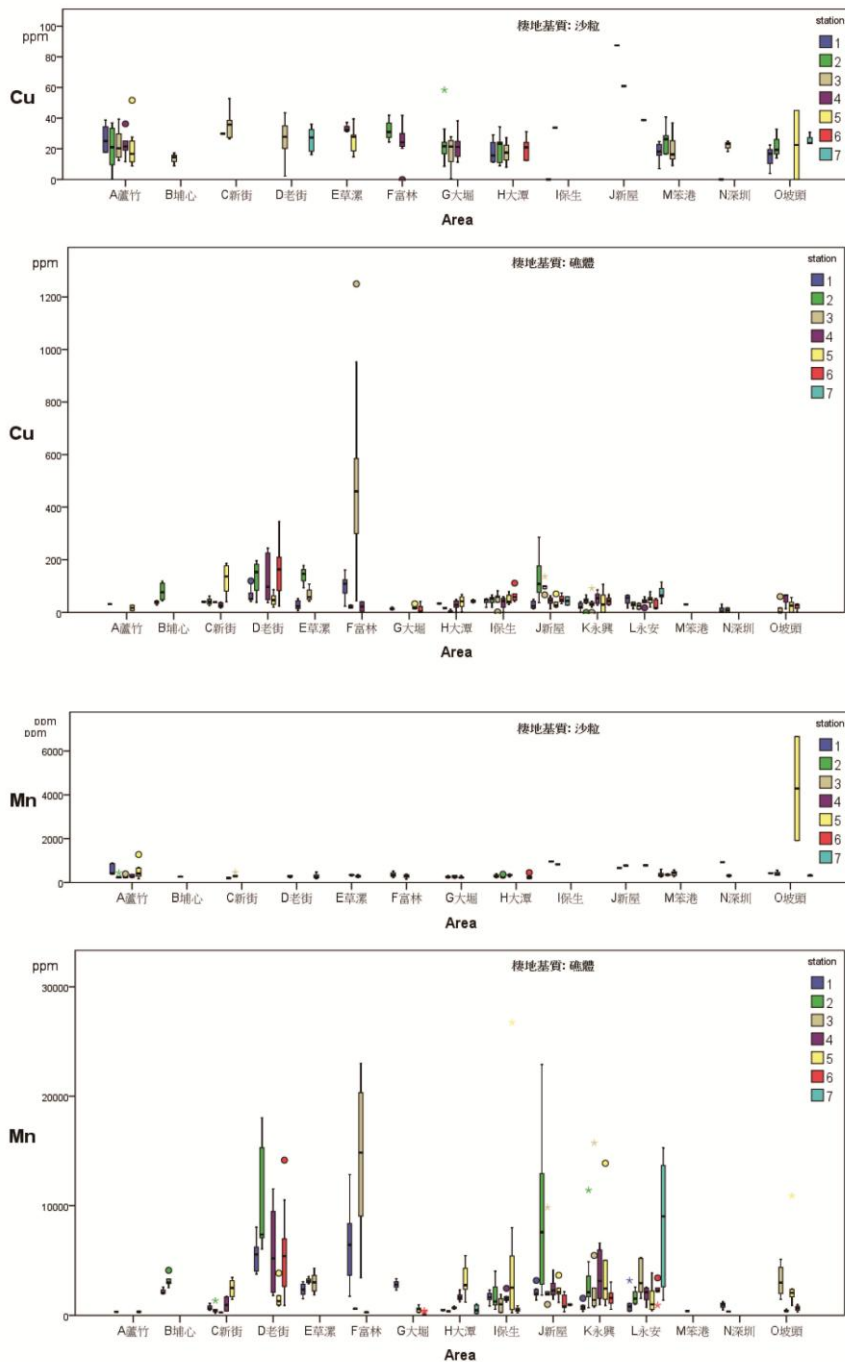 ppm
棲地基質: 沙粒
station
100
80
60
40
20
0
Cu
1
2
3
4
5
6
7
A蘆竹 B埔心 C新街 D老街 E草漯 F富林 G大堀 H大潭 I保生 J新屋 M笨港 N深圳 O坡頭
Area
ppm
棲地基質: 礁體
station
1200
1000
800
600
400
200
0
Cu
1
2
3
4
5
6
7
A蘆竹 B埔心 C新街 D老街 E草漯 F富林 G大堀 H大潭 I保生 J新屋 K永興 L永安 M笨港 N深圳 O坡頭
Area
ppm
ppm
棲地基質: 沙粒
station
6000
4000
2000
0
Mn
1
2
3
4
5
6
7
A蘆竹 B埔心 C新街 D老街 E草漯 F富林 G大堀 H大潭 I保生 J新屋 M笨港 N深圳 O坡頭
Area
ppm
棲地基質: 礁體
station
30000
20000
10000
0
Mn
1
2
3
4
5
6
7
A蘆竹 B埔心 C新街 D老街 E草漯 F富林 G大堀 H大潭 I保生 J新屋 K永興 L永安 M笨港 N深圳 O坡頭
Area